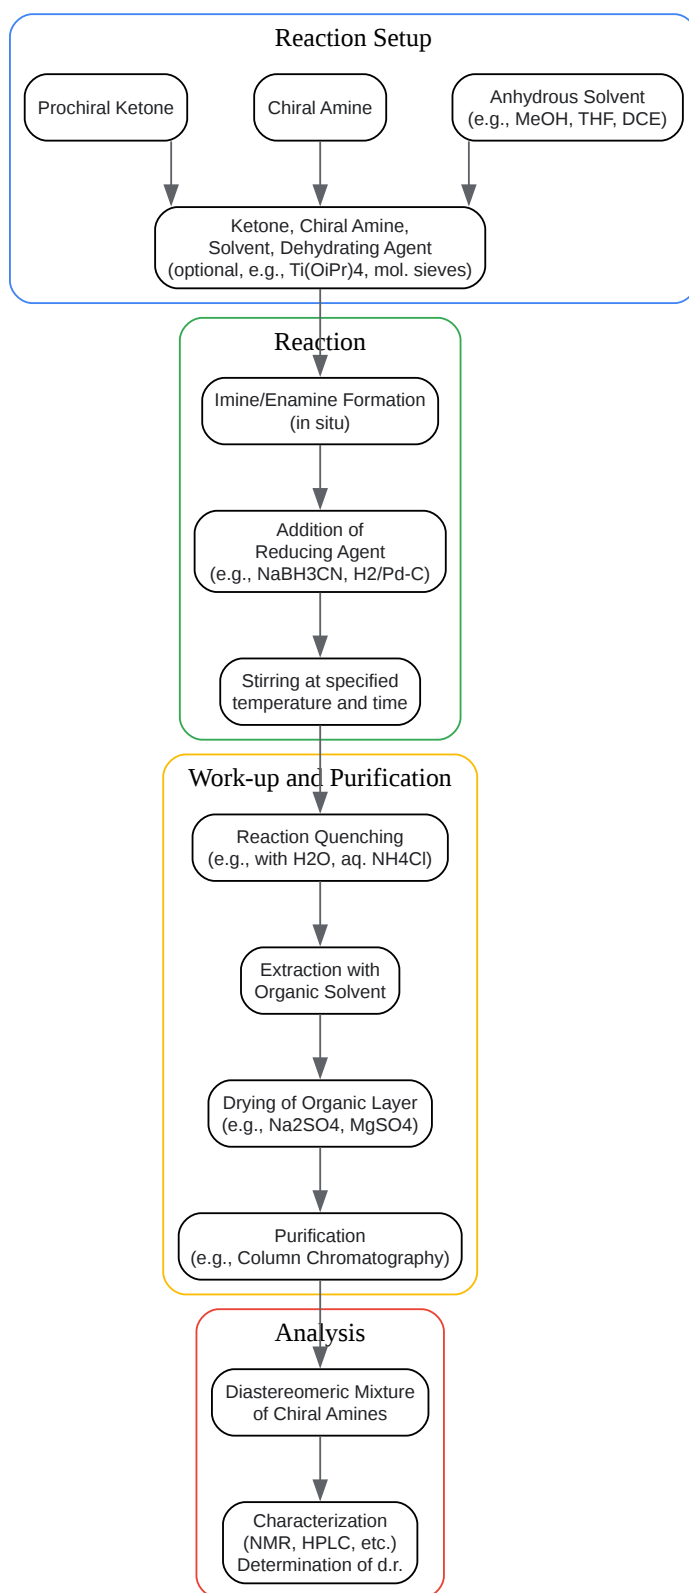 Reaction Setup
Prochiral Ketone
Chiral Amine
Anhydrous Solvent
(e.g., MeOH, THF, DCE)
Ketone, Chiral Amine,
Solvent, Dehydrating Agent
(optional, e.g., Ti(OiPr)4, mol. sieves)
Reaction
Imine/Enamine Formation
(in situ)
Addition of
Reducing Agent
(e.g., NaBH3CN, H2/Pd-C)
Stirring at specified
temperature and time
Work-up and Purification
Reaction Quenching
(e.g., with H2O, aq. NH4Cl)
Extraction with
Organic Solvent
Drying of Organic Layer
(e.g., Na2SO4, MgSO4)
Purification
(e.g., Column Chromatography)
Analysis
Diastereomeric Mixture
of Chiral Amines
Characterization
(NMR, HPLC, etc.)
Determination of d.r.